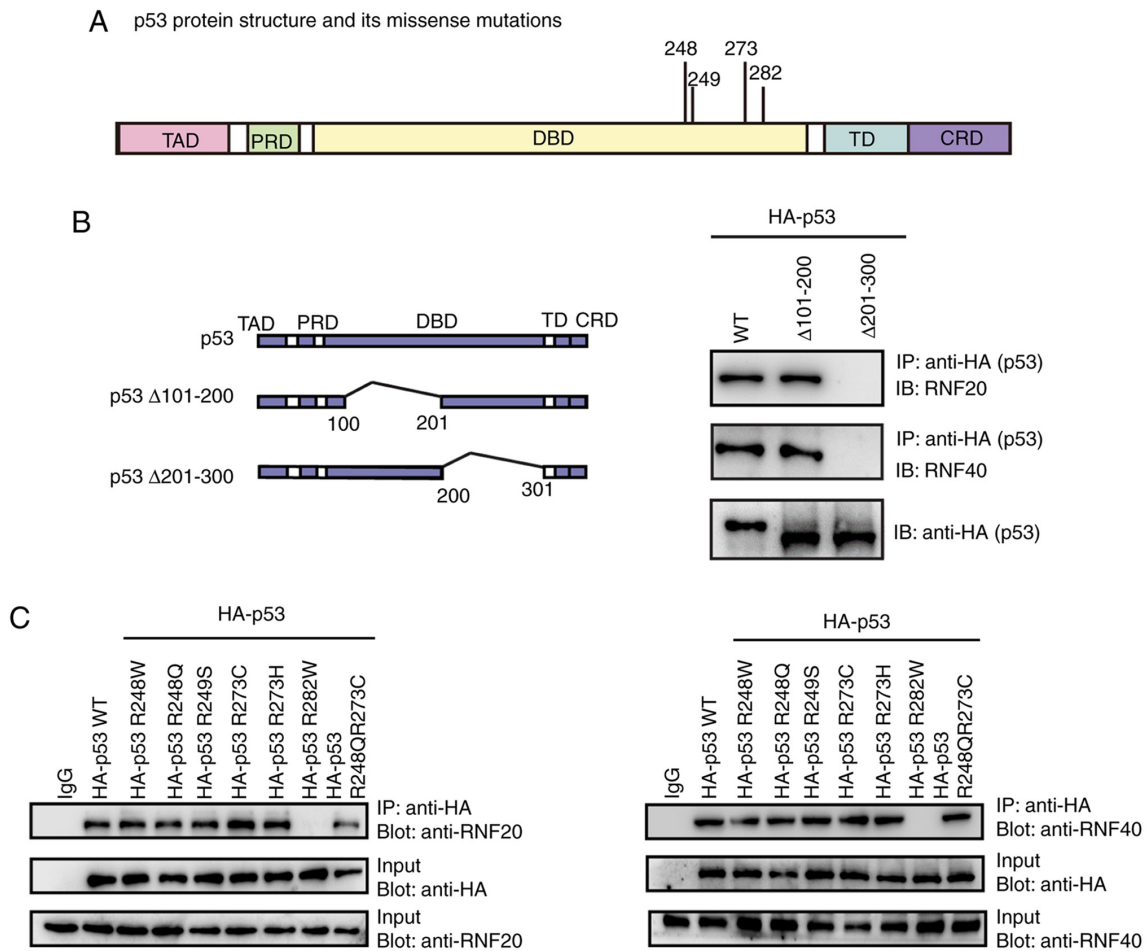 A p53 protein structure and its missense mutations
248 273
249 282
TAD PRD DBD TD CRD
B
HA-p53
WT
Δ101-200
Δ201-300
TAD PRD DBD TD CRD
p53
p53 Δ101-200
100 201
p53 Δ201-300
200 301
IP: anti-HA (p53)
IB: RNF20
IP: anti-HA (p53)
IB: RNF40
IB: anti-HA (p53)
C
HA-p53
IgG
HA-p53 WT
HA-p53 R248W
HA-p53 R248Q
HA-p53 R249S
HA-p53 R273C
HA-p53 R273H
HA-p53 R282W
HA-p53
R248QR273C
IP: anti-HA
Blot: anti-RNF20
Input
Blot: anti-HA
Input
Blot: anti-RNF20
HA-p53
IgG
HA-p53 WT
HA-p53 R248W
HA-p53 R248Q
HA-p53 R249S
HA-p53 R273C
HA-p53 R273H
HA-p53 R282W
HA-p53
R248QR273C
IP: anti-HA
Blot: anti-RNF40
Input
Blot: anti-HA
Input
Blot: anti-RNF40